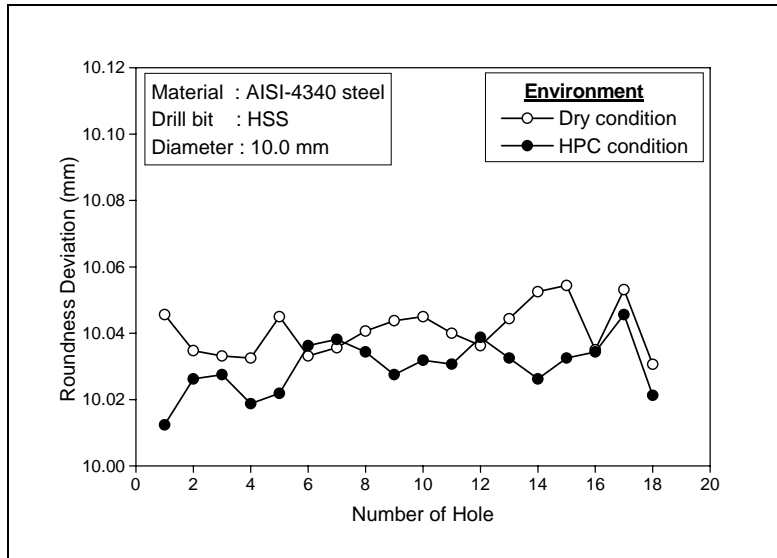 Material : AISI-4340 steel
Drill bit : HSS
Diameter : 10.0 mm
Environment
Dry condition
HPC condition
Roundness Deviation (mm)
10.12
10.10
10.08
10.06
10.04
10.02
10.00
0 2 4 6 8 10 12 14 16 18 20
Number of Hole